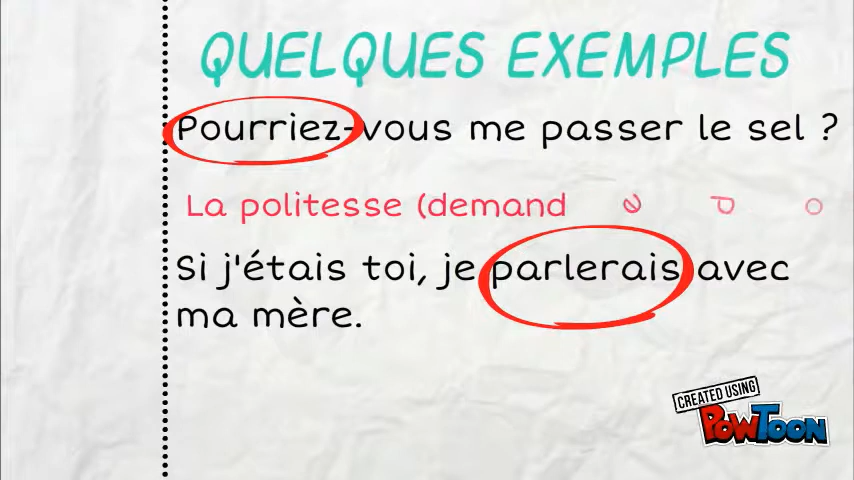 QUELQUES EXEMPLES
Pourriez-vous me passer le sel ?
La politesse (demande p o
Si j'étais toi, je parlerais avec
ma mère.
CREATED USING
POWTOON